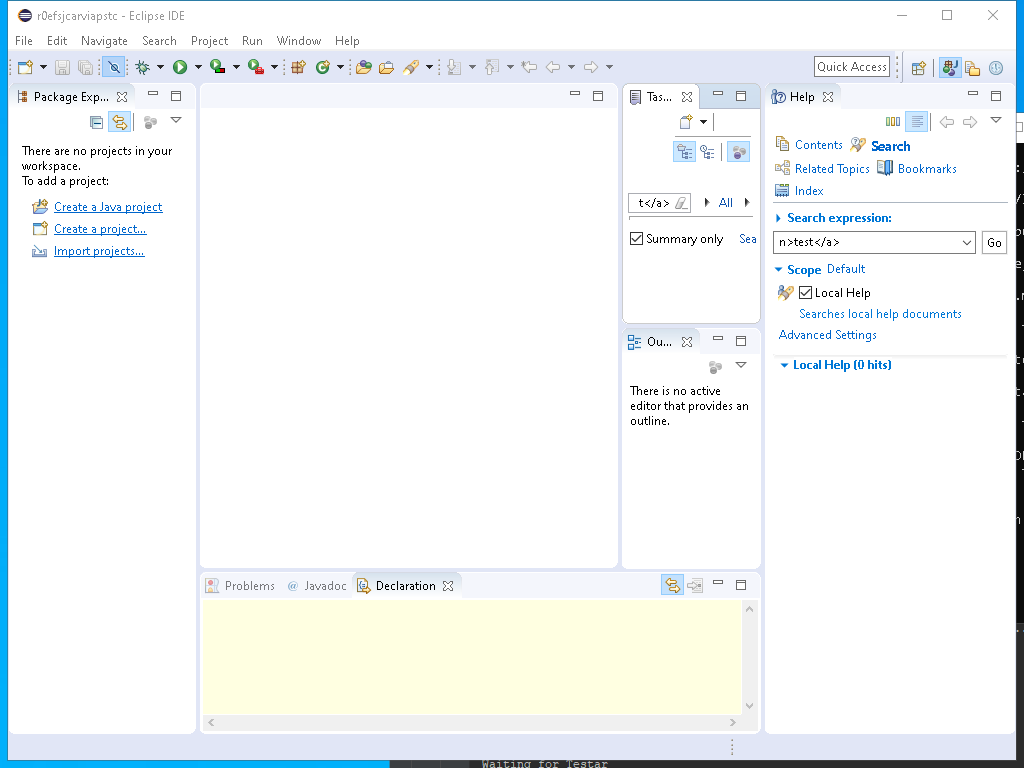 r0efsjcarviapstc - Eclipse IDE
File Edit Navigate Search Project Run Window Help
Quick Access
Package Exp...
There are no projects in your
workspace.
To add a project:
Create a Java project
Create a project...
Import projects...
Tas...
t</a>
All
Summary only
Sea
Ou...
There is no active
editor that provides an
outline.
Help
Contents
Search
Related Topics
Bookmarks
Index
Search expression:
n>test</a>
Go
Scope Default
Local Help
Searches local help documents
Advanced Settings
Local Help (0 hits)
Problems
@ Javadoc
Declaration
Waiting for Testar